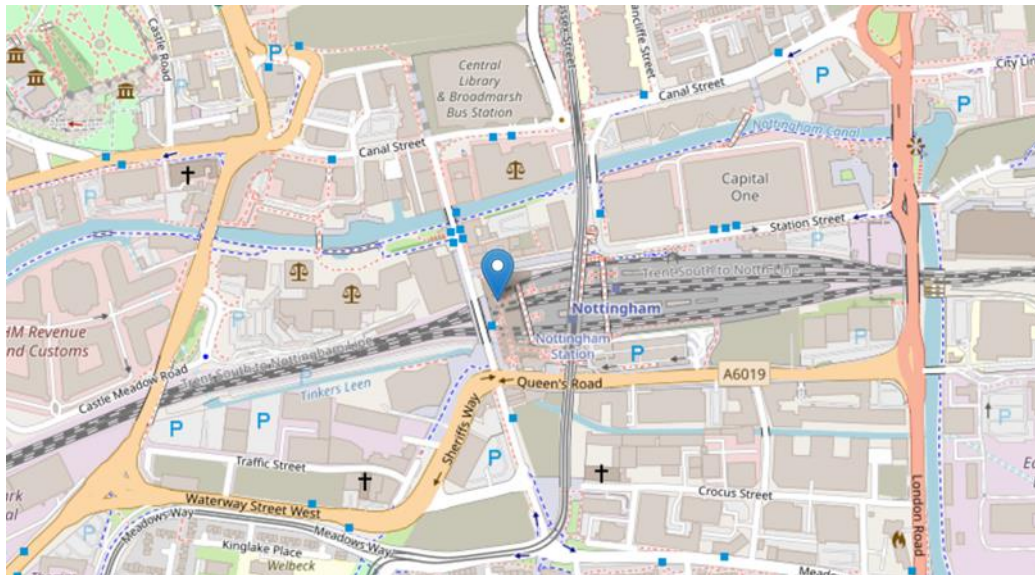 Castle Road
Central
Library
& Broadmarsh
Bus Station
Canal Street
City Lin
P
P
P
P
Nottingham Canal
Canal Street
P
Capital
One
Station Street
P
Trent South to Nottm Line
Nottingham
Nottingham
Station
HM Revenue
and Customs
P
P
Trent South to Nottingham Line
Castle Meadow Road
Tinkers Leen
P
Queen's Road
A6019
P
P
P
Sheriffs Way
Traffic Street
P
Waterway Street West
Crocus Street
London Road
Meadows Way
Meadows Way
Kinglake Place
Welbeck
Meado